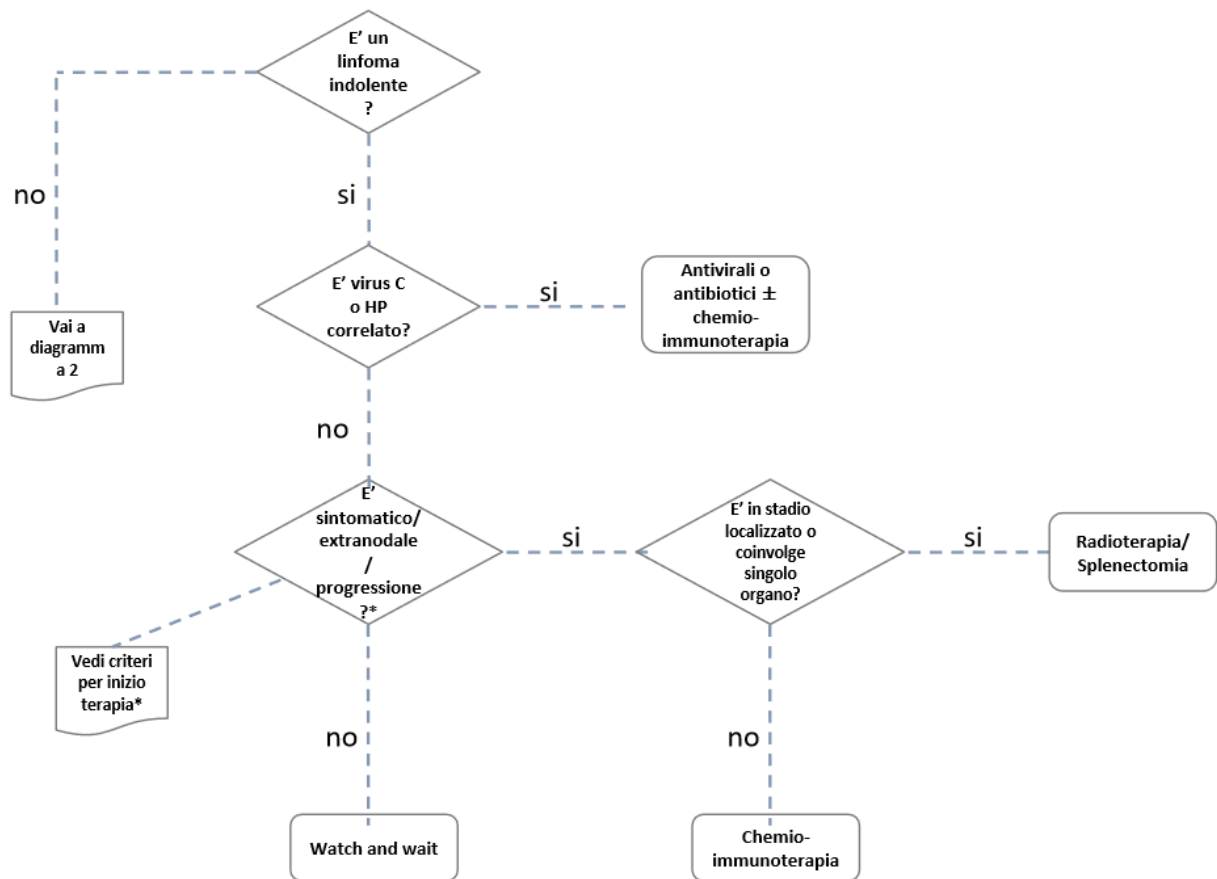 E’ un
linfoma
indolente
?
no
si
E’ virus C
o HP
correlato?
si
Antivirali o
antibiotici ±
chemio-
immunoterapia
Vai a
diagramm
a 2
no
E’
sintomatico/
extranodale
/
progressione
?*
si
E’ in stadio
localizzato o
coinvolge
singolo
organo?
si
Radioterapia/
Splenectomia
Vedi criteri
per inizio
terapia*
no
no
Watch and wait
Chemio-
immunoterapia